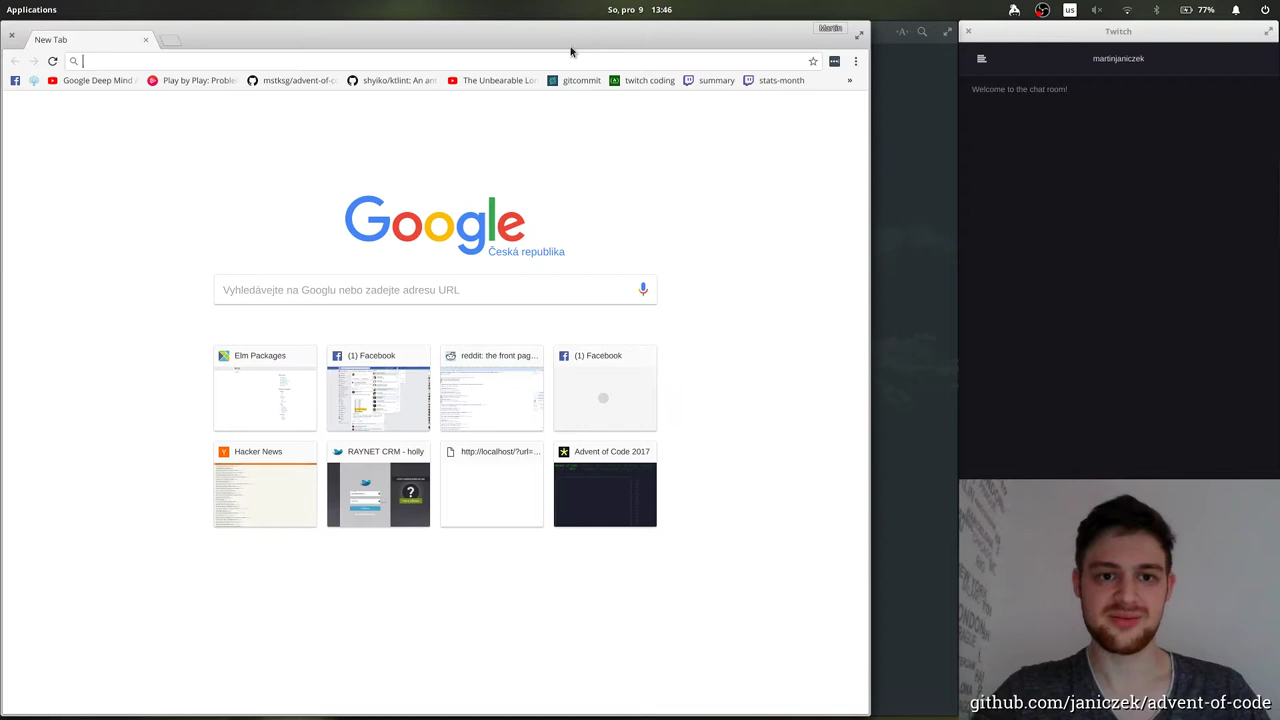 Applications
So, pro 9 13:46
us
77%
New Tab
Martin
Google Deep Mind
Play by Play: Proble
mstksg/advent-of-c
shyiko/ktlint: An ant
The Unbearable Lon
gitcommit
twitch coding
summary
stats-month
»
Google
Česká republika
Vyhledávejte na Googlu nebo zadejte adresu URL
Elm Packages
(1) Facebook
reddit: the front pag...
(1) Facebook
Hacker News
RAYNET CRM - holly
http://localhost/?url=...
Advent of Code 2017
-A+
Twitch
martinjaniczek
Welcome to the chat room!
github.com/janiczek/advent-of-code